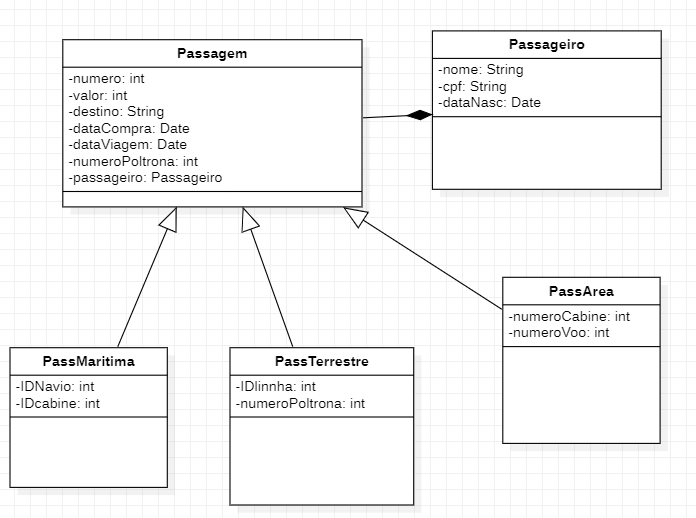 Passagem
-numero: int
-valor: int
-destino: String
-dataCompra: Date
-dataViagem: Date
-numeroPoltrona: int
-passageiro: Passageiro
Passageiro
-nome: String
-cpf: String
-dataNasc: Date
PassMaritima
-IDNavio: int
-IDcabine: int
PassTerrestre
-IDlinnha: int
-numeroPoltrona: int
PassArea
-numeroCabine: int
-numeroVoo: int